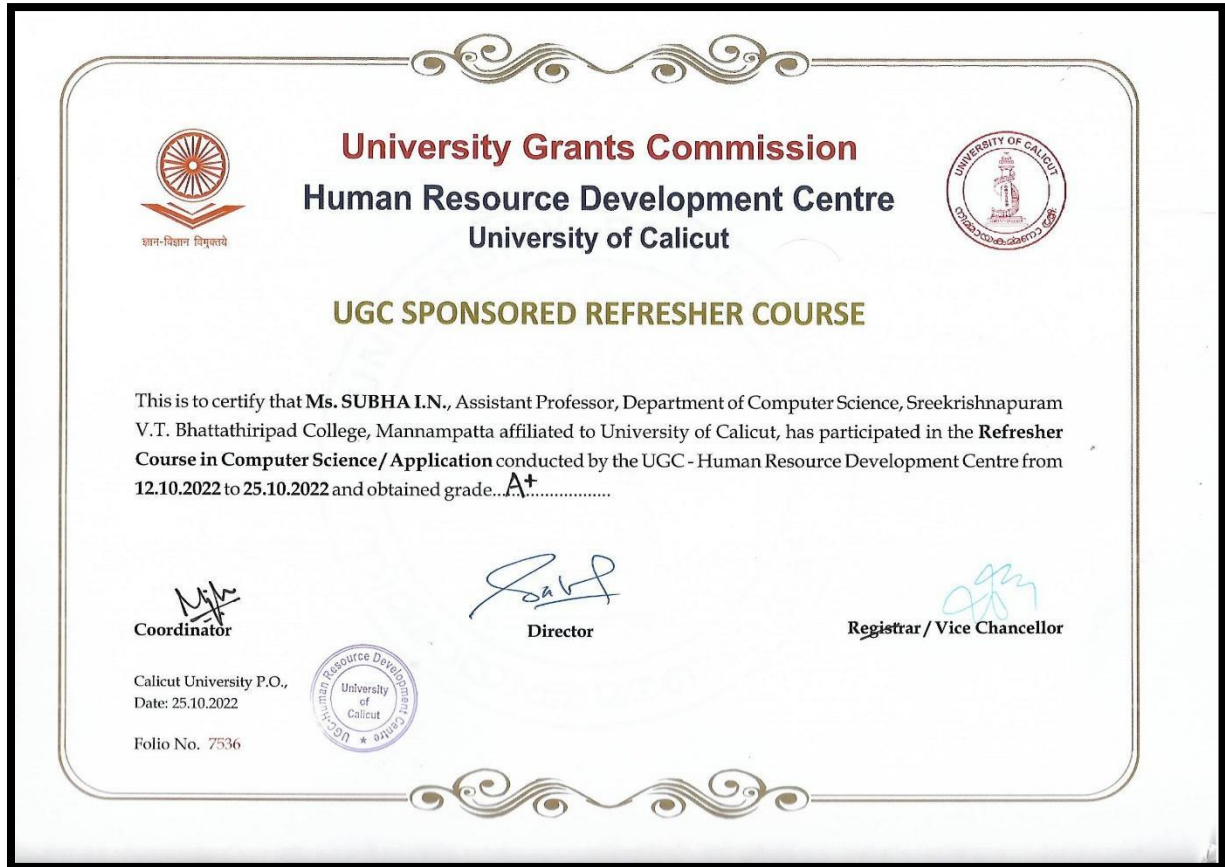 University Grants Commission
Human Resource Development Centre
University of Calicut
ज्ञान-विज्ञान विमुक्तये
UNIVERSITY OF CALICUT
നിര്‍മ്മായകര്‍മ്മണാ ശ്രീഃ
UGC SPONSORED REFRESHER COURSE
This is to certify that Ms. SUBHA I.N., Assistant Professor, Department of Computer Science, Sreekrishnapuram
V.T. Bhattathiripad College, Mannampatta affiliated to University of Calicut, has participated in the Refresher
Course in Computer Science/Application conducted by the UGC - Human Resource Development Centre from
12.10.2022 to 25.10.2022 and obtained grade...A+...................
Coordinator
Director
Registrar / Vice Chancellor
Calicut University P.O.,
Date: 25.10.2022
UGC-Human Resource Development Centre
University
of
Calicut
Folio No. 7536